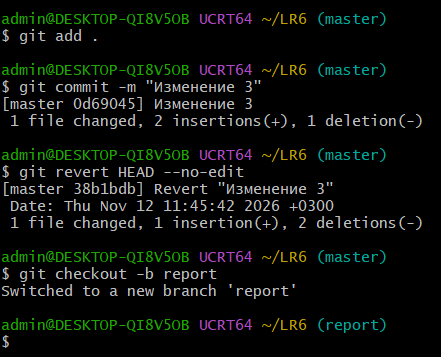 admin@DESKTOP-QI8V5OB UCRT64 ~/LR6 (master)
$ git add .
admin@DESKTOP-QI8V5OB UCRT64 ~/LR6 (master)
$ git commit -m "Изменение 3"
[master 0d69045] Изменение 3
1 file changed, 2 insertions(+), 1 deletion(-)
admin@DESKTOP-QI8V5OB UCRT64 ~/LR6 (master)
$ git revert HEAD --no-edit
[master 38b1bdb] Revert "Изменение 3"
Date: Thu Nov 12 11:45:42 2026 +0300
1 file changed, 1 insertion(+), 2 deletions(-)
admin@DESKTOP-QI8V5OB UCRT64 ~/LR6 (master)
$ git checkout -b report
Switched to a new branch 'report'
admin@DESKTOP-QI8V5OB UCRT64 ~/LR6 (report)
$